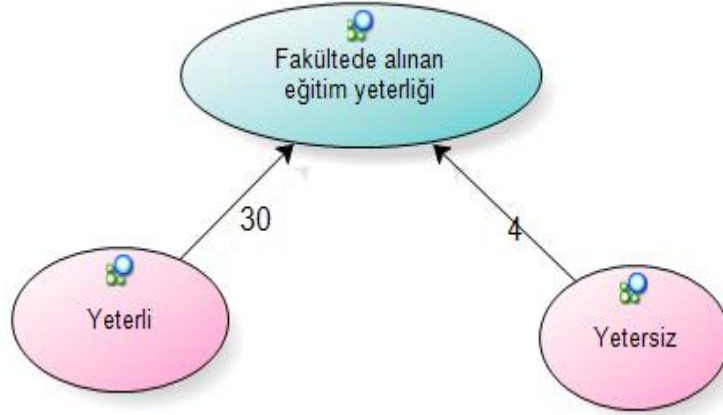 Fakültede alınan
eğitim yeterliği
30
4
Yeterli
Yetersiz